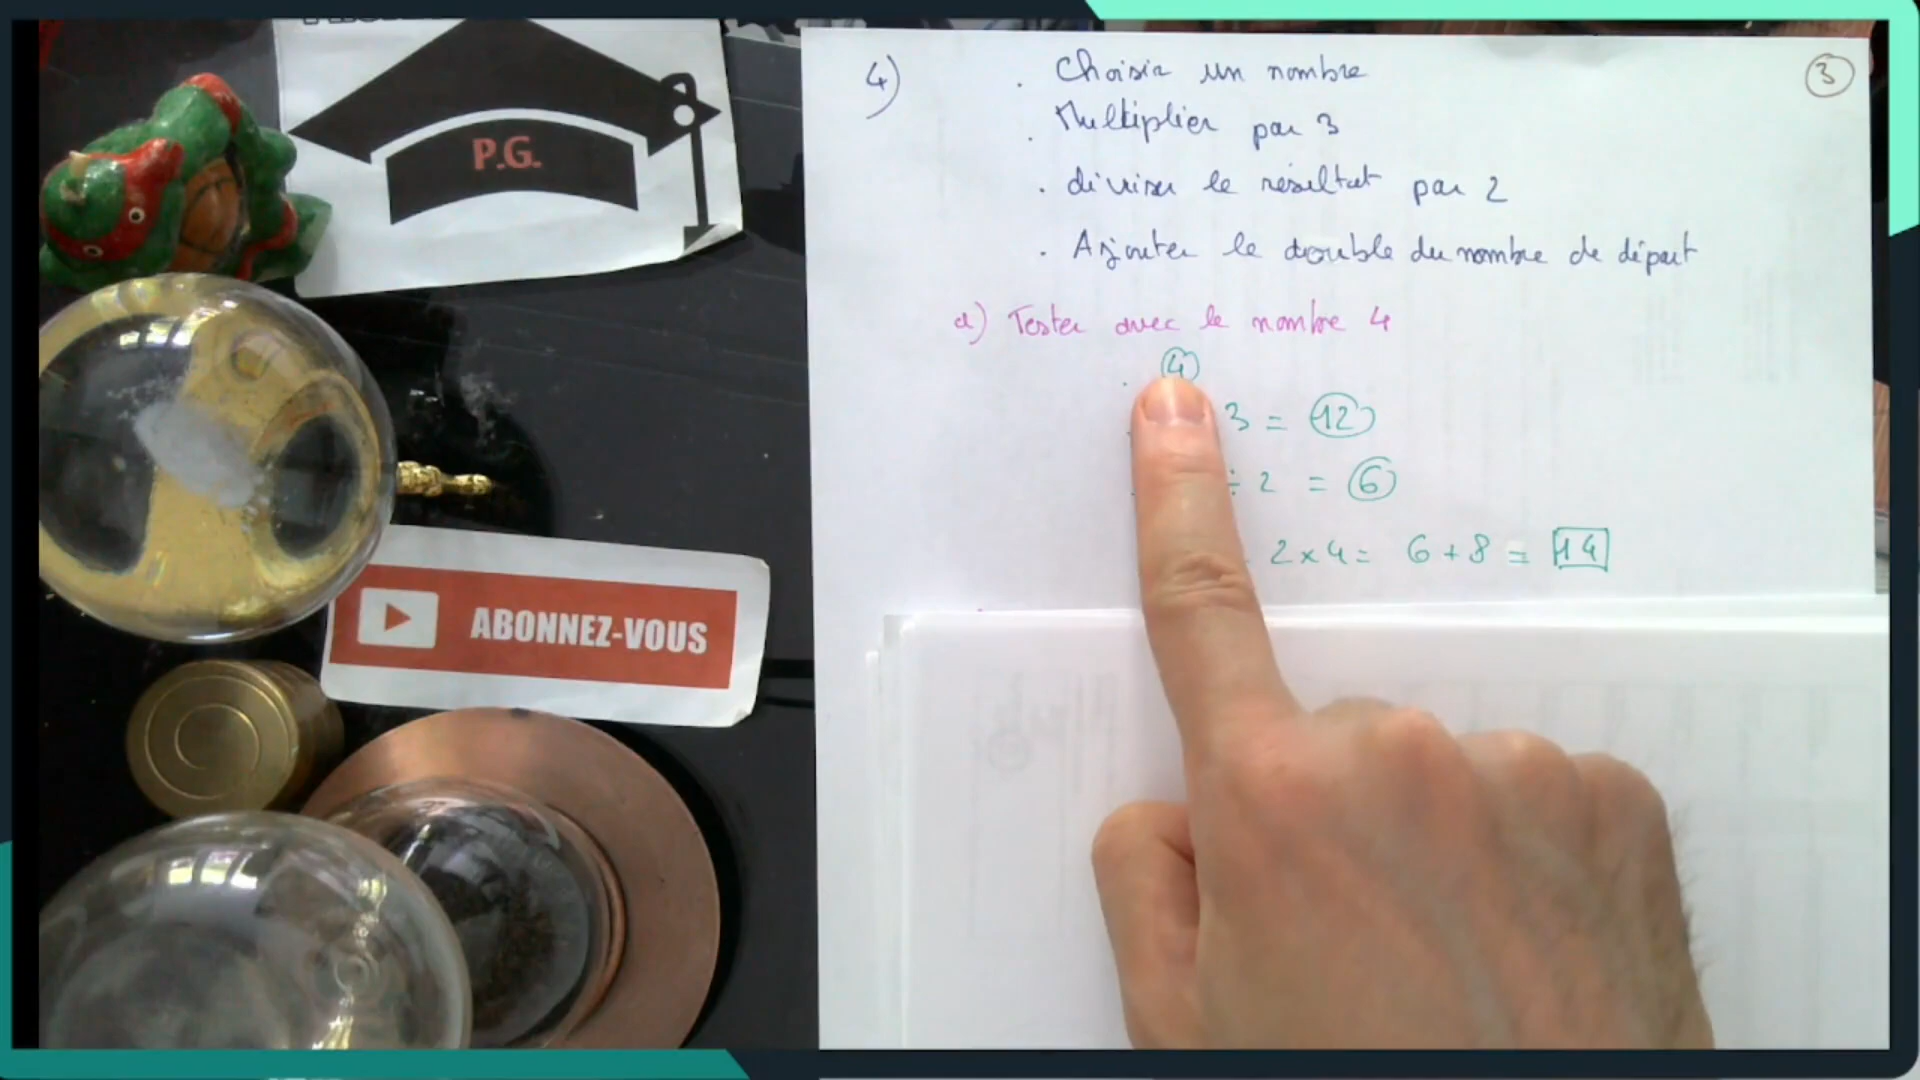 P.G.
ABONNEZ-VOUS
4)
3
. Choisir un nombre
. Multiplier par 3
. diviser le résultat par 2
. Ajouter le double du nombre de départ
a) Tester avec le nombre 4
. 4
3 = 12
÷ 2 = 6
2 x 4 = 6 + 8 = 14